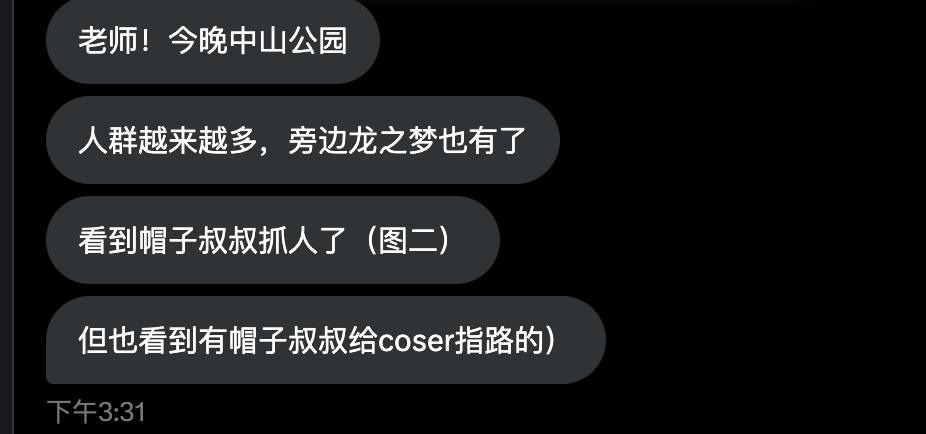 老师！今晚中山公园
人群越来越多，旁边龙之梦也有了
看到帽子叔叔抓人了（图二）
但也看到有帽子叔叔给coser指路的）
下午3:31